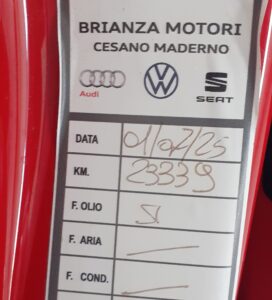 BRIANZA MOTORI
CESANO MADERNO
Audi SEAT
DATA 01/07/25
KM. 23339
F. OLIO SI
F. ARIA
F. COND.